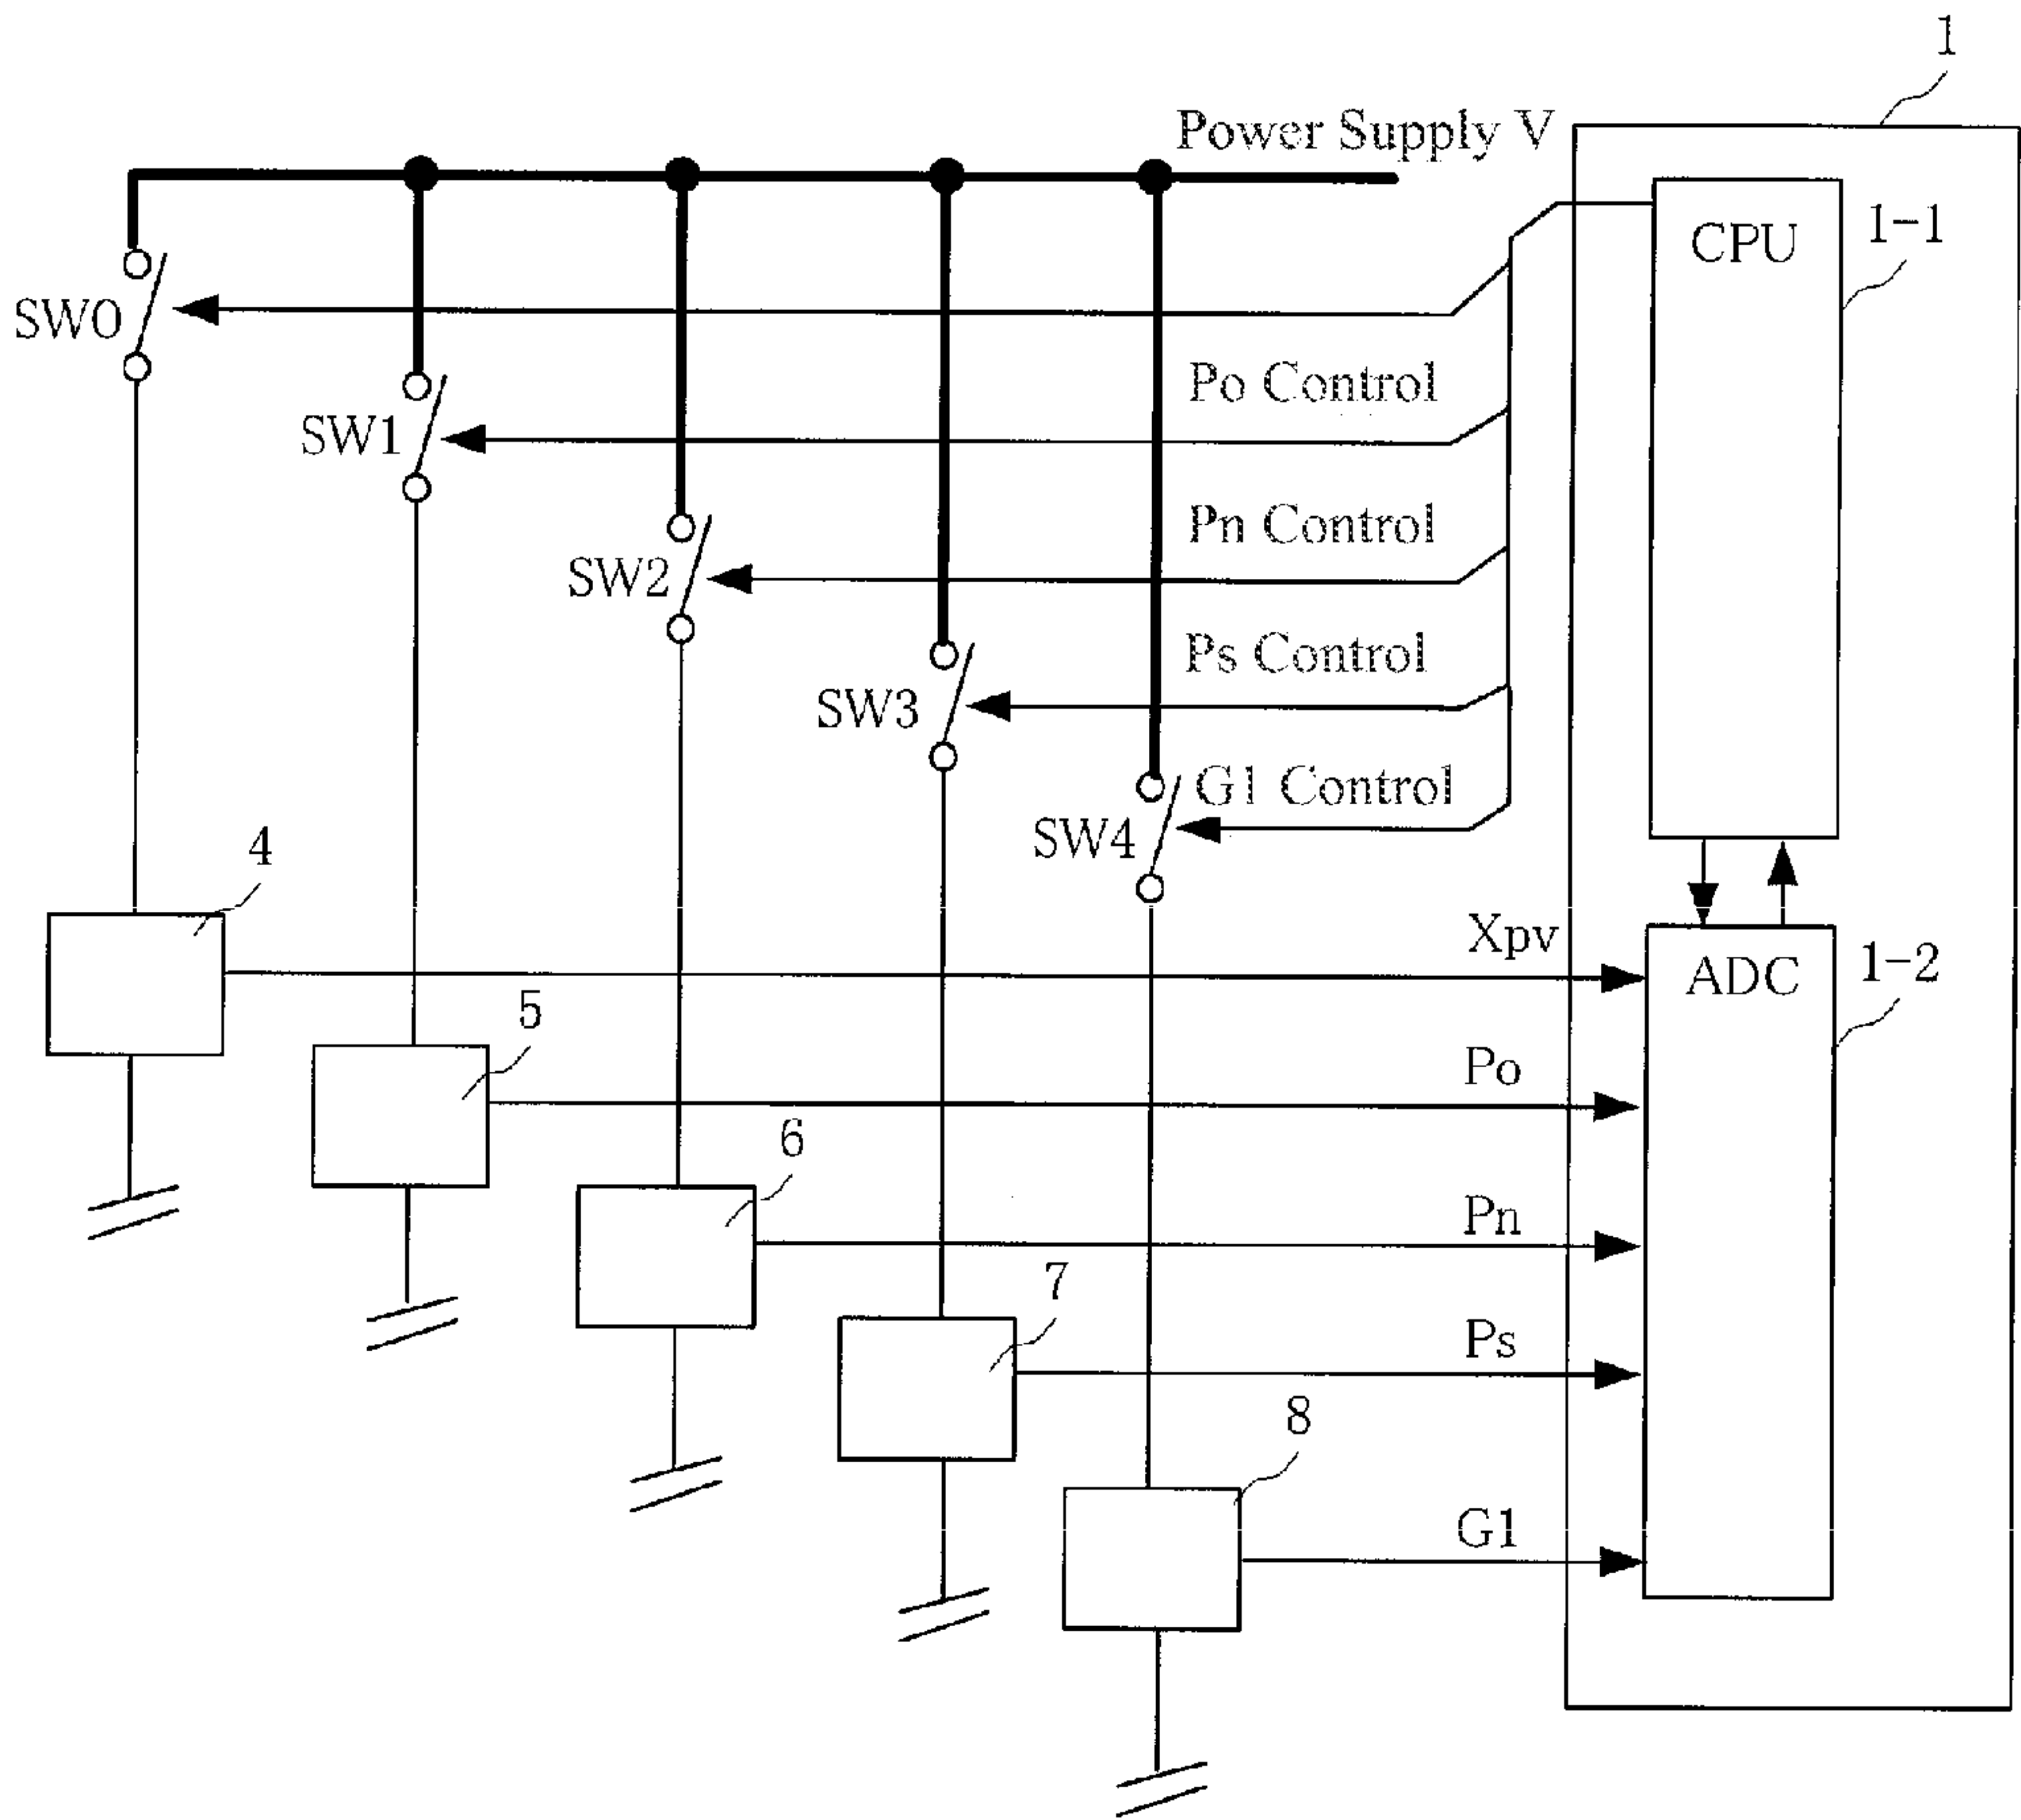 1
Power Supply V
CPU
1-1
SW0
Po Control
SW1
Pn Control
SW2
Ps Control
SW3
G1 Control
SW4
4
Xpv
ADC
1-2
5
Po
6
Pn
7
Ps
8
G1